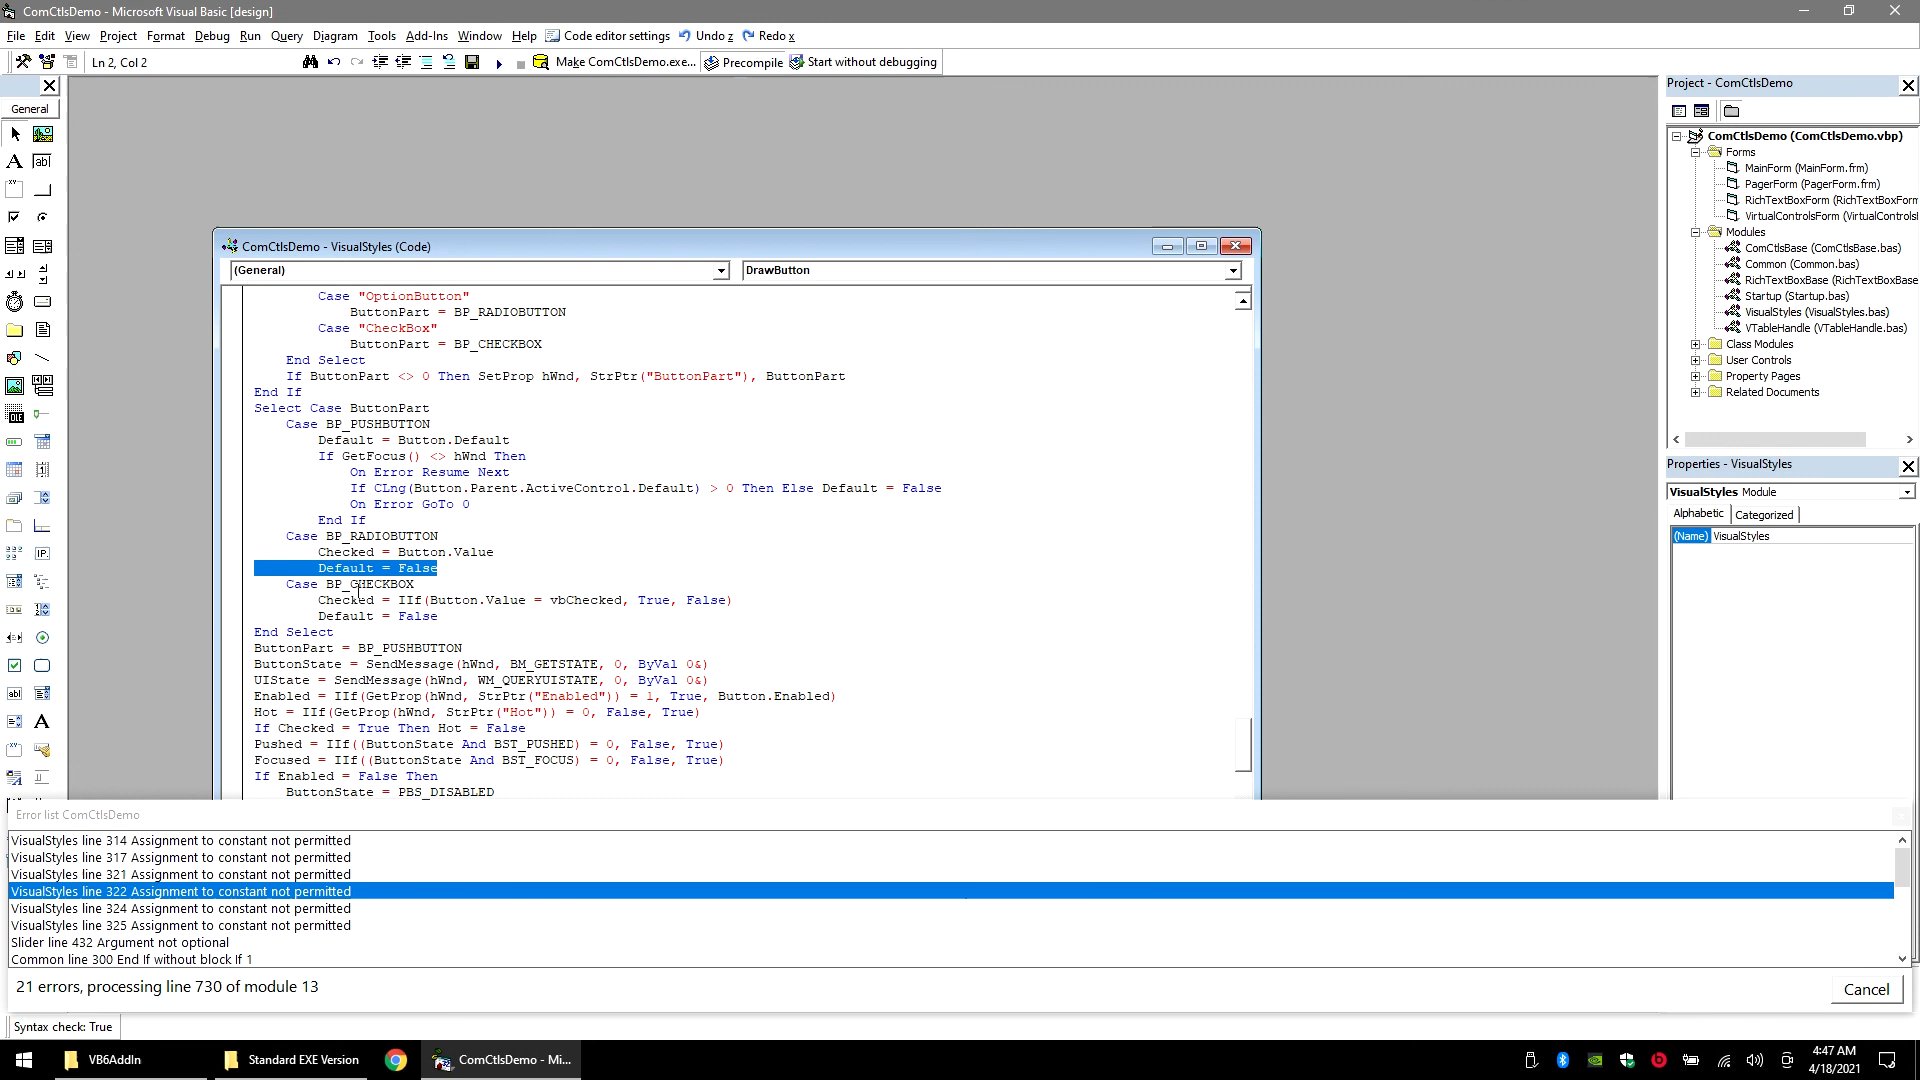 ComCtlsDemo - Microsoft Visual Basic [design]
File Edit View Project Format Debug Run Query Diagram Tools Add-Ins Window Help Code editor settings Undo z Redo x
Ln 2, Col 2 Make ComCtlsDemo.exe... Precompile Start without debugging
General
Project - ComCtlsDemo
ComCtlsDemo (ComCtlsDemo.vbp)
Forms
MainForm (MainForm.frm)
PagerForm (PagerForm.frm)
RichTextBoxForm (RichTextBoxForm
VirtualControlsForm (VirtualControlsl
Modules
ComCtlsBase (ComCtlsBase.bas)
Common (Common.bas)
RichTextBoxBase (RichTextBoxBase
Startup (Startup.bas)
VisualStyles (VisualStyles.bas)
VTableHandle (VTableHandle.bas)
Class Modules
User Controls
Property Pages
Related Documents
Properties - VisualStyles
VisualStyles Module
Alphabetic Categorized
(Name) VisualStyles
ComCtlsDemo - VisualStyles (Code)
(General) DrawButton
Case "OptionButton"
ButtonPart = BP_RADIOBUTTON
Case "CheckBox"
ButtonPart = BP_CHECKBOX
End Select
If ButtonPart <> 0 Then SetProp hWnd, StrPtr("ButtonPart"), ButtonPart
End If
Select Case ButtonPart
Case BP_PUSHBUTTON
Default = Button.Default
If GetFocus() <> hWnd Then
On Error Resume Next
If CLng(Button.Parent.ActiveControl.Default) > 0 Then Else Default = False
On Error GoTo 0
End If
Case BP_RADIOBUTTON
Checked = Button.Value
Default = False
Case BP_CHECKBOX
Checked = IIf(Button.Value = vbChecked, True, False)
Default = False
End Select
ButtonPart = BP_PUSHBUTTON
ButtonState = SendMessage(hWnd, BM_GETSTATE, 0, ByVal 0&)
UIState = SendMessage(hWnd, WM_QUERYUISTATE, 0, ByVal 0&)
Enabled = IIf(GetProp(hWnd, StrPtr("Enabled")) = 1, True, Button.Enabled)
Hot = IIf(GetProp(hWnd, StrPtr("Hot")) = 0, False, True)
If Checked = True Then Hot = False
Pushed = IIf((ButtonState And BST_PUSHED) = 0, False, True)
Focused = IIf((ButtonState And BST_FOCUS) = 0, False, True)
If Enabled = False Then
ButtonState = PBS_DISABLED
Error list ComCtlsDemo
VisualStyles line 314 Assignment to constant not permitted
VisualStyles line 317 Assignment to constant not permitted
VisualStyles line 321 Assignment to constant not permitted
VisualStyles line 322 Assignment to constant not permitted
VisualStyles line 324 Assignment to constant not permitted
VisualStyles line 325 Assignment to constant not permitted
Slider line 432 Argument not optional
Common line 300 End If without block If 1
21 errors, processing line 730 of module 13
Cancel
Syntax check: True
VB6AddIn Standard EXE Version ComCtlsDemo - Mi...
4:47 AM
4/18/2021